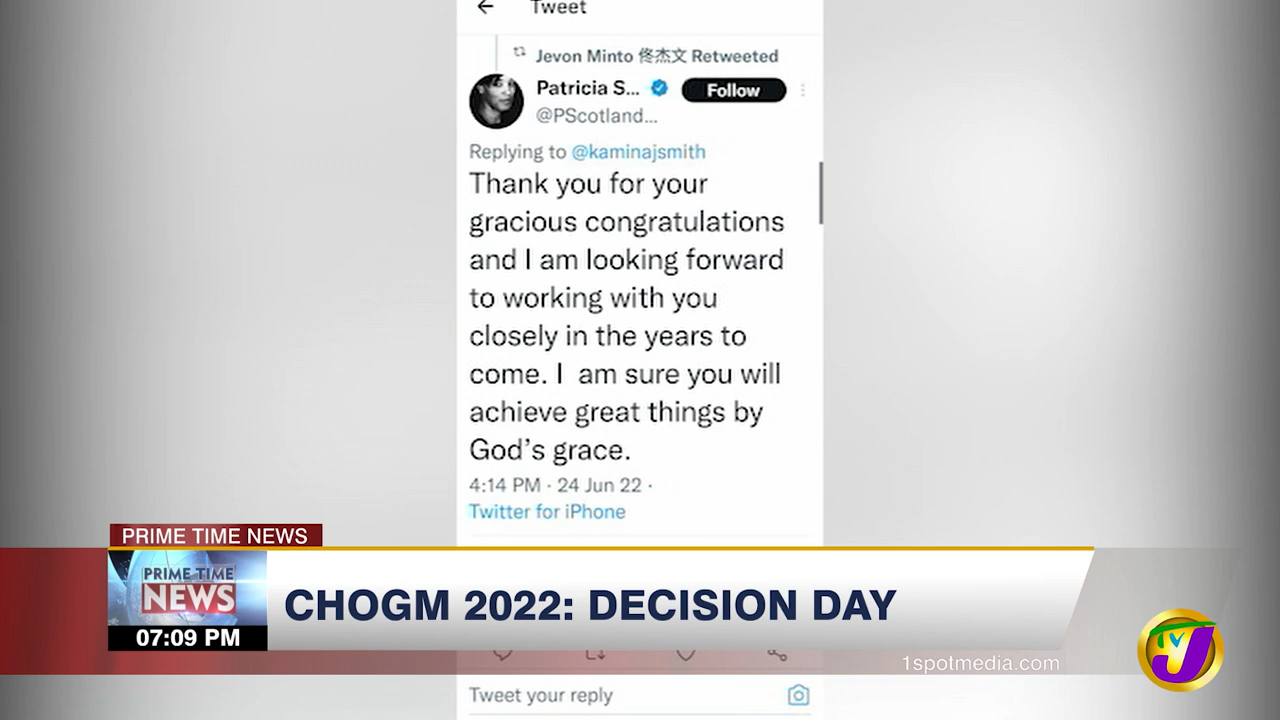 Tweet
Jevon Minto 佟杰文 Retweeted
Patricia S...
Follow
@PScotland...
Replying to @kaminajsmith
Thank you for your
gracious congratulations
and I am looking forward
to working with you
closely in the years to
come. I  am sure you will
achieve great things by
God's grace.
4:14 PM · 24 Jun 22 ·
Twitter for iPhone
PRIME TIME NEWS
PRIME TIME
NEWS
07:09 PM
CHOGM 2022: DECISION DAY
1spotmedia.com
TVJ
Tweet your reply